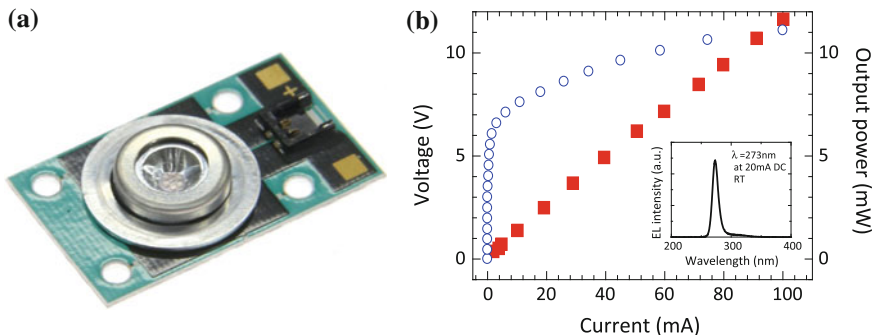 (a)
+
(b)
Voltage (V)
10
5
0
10
5
0
Output power (mW)
0 20 40 60 80 100
Current (mA)
EL intensity (a.u.)
λ =273nm
at 20mA DC
RT
200 300 400
Wavelength (nm)